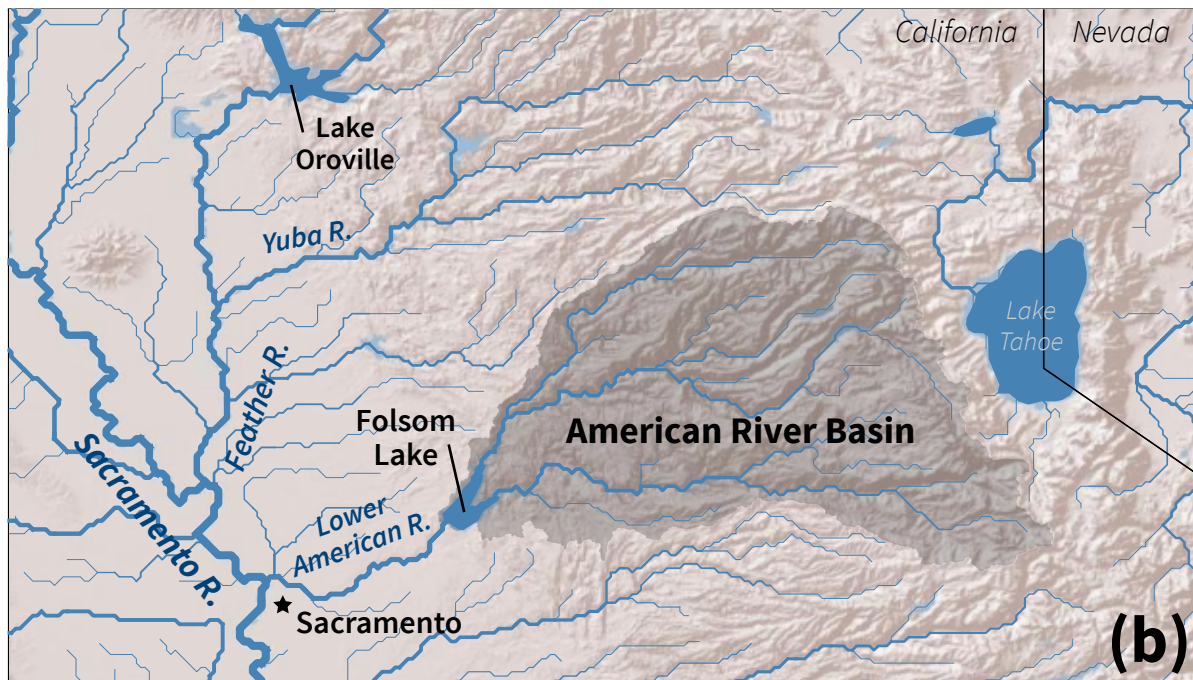 California
Nevada
Lake
Oroville
Yuba R.
Lake
Tahoe
Feather R.
Folsom
Lake
American River Basin
Sacramento R.
Lower
American R.
Sacramento
(b)